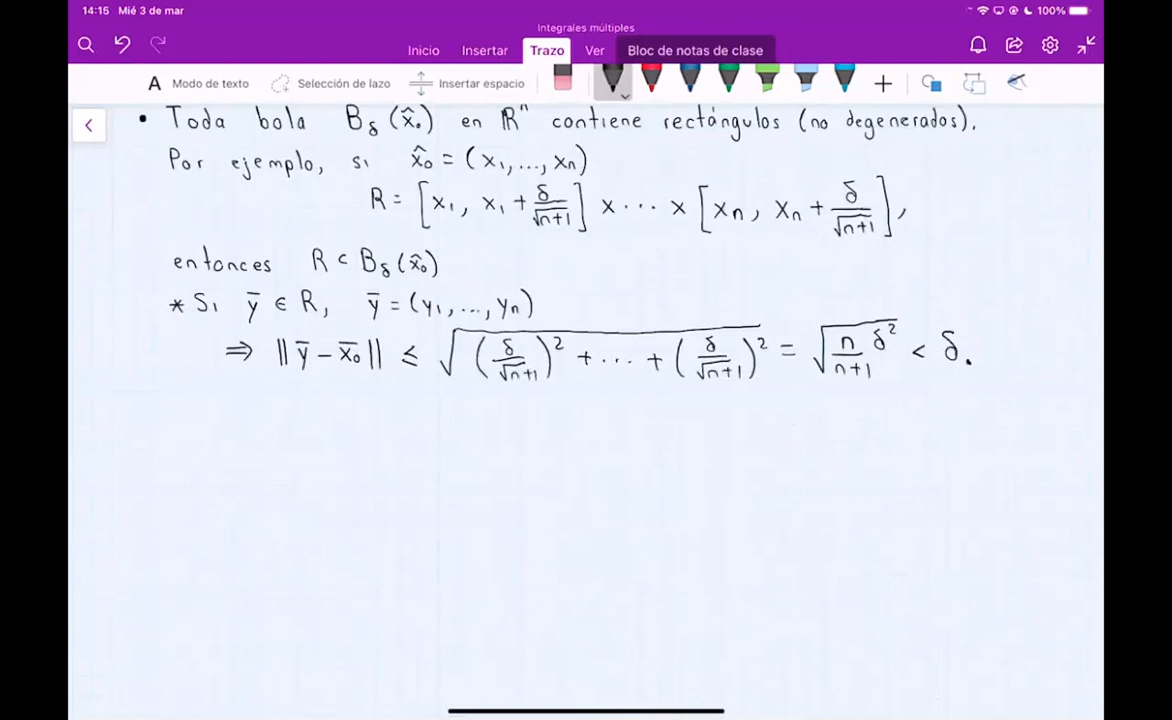 14:15 Mié 3 de mar
100%
Integrales múltiples
Inicio Insertar Trazo Ver Bloc de notas de clase
A Modo de texto Selección de lazo Insertar espacio
• Toda bola B_δ(x̂₀) en ℝⁿ contiene rectángulos (no degenerados).
Por ejemplo, si x̂₀ = (x₁, ..., xₙ)
R = [x₁, x₁ + δ/√(n+1)] × ··· × [xₙ, xₙ + δ/√(n+1)],
entonces R ⊂ B_δ(x̂₀)
* Si ȳ ∈ R, ȳ = (y₁, ..., yₙ)
⇒ ‖ȳ − x̄₀‖ ≤ √((δ/√(n+1))² + ··· + (δ/√(n+1))²) = √(n/(n+1) δ²) < δ.